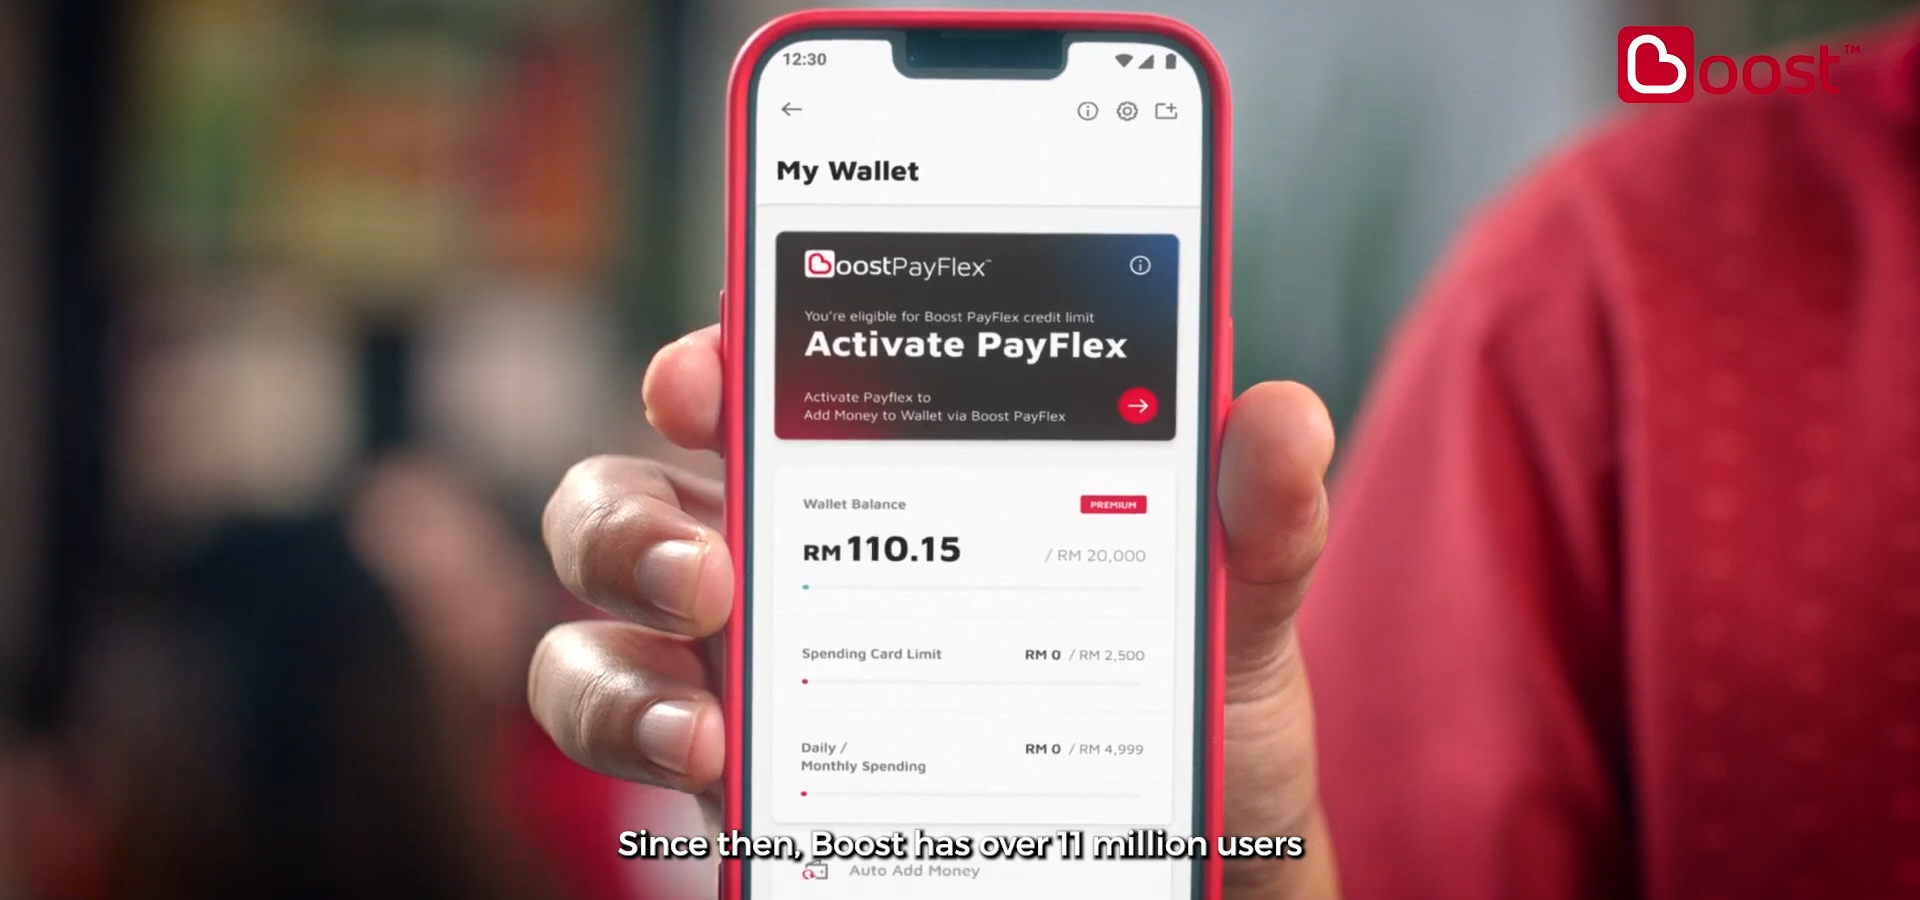 12:30
Boost™
My Wallet
BoostPayFlex™
You're eligible for Boost PayFlex credit limit
Activate PayFlex
Activate Payflex to
Add Money to Wallet via Boost PayFlex
Wallet Balance
PREMIUM
RM 110.15 / RM 20,000
Spending Card Limit RM 0 / RM 2,500
Daily / RM 0 / RM 4,999
Monthly Spending
Since then, Boost has over 11 million users
Auto Add Money